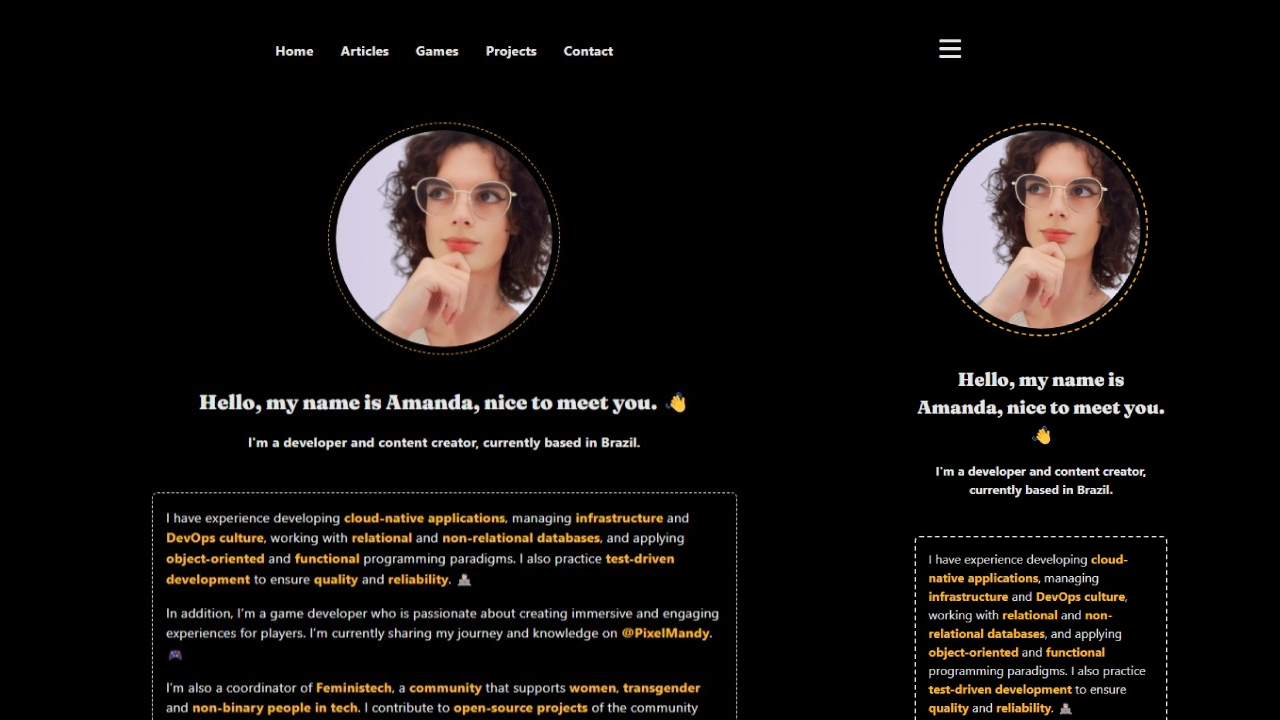 Home Articles Games Projects Contact
Hello, my name is Amanda, nice to meet you. 👋
I'm a developer and content creator, currently based in Brazil.
I have experience developing cloud-native applications, managing infrastructure and
DevOps culture, working with relational and non-relational databases, and applying
object-oriented and functional programming paradigms. I also practice test-driven
development to ensure quality and reliability.
In addition, I'm a game developer who is passionate about creating immersive and engaging
experiences for players. I'm currently sharing my journey and knowledge on @PixelMandy.
🎮
I'm also a coordinator of Feministech, a community that supports women, transgender
and non-binary people in tech. I contribute to open-source projects of the community
Hello, my name is
Amanda, nice to meet you.
👋
I'm a developer and content creator,
currently based in Brazil.
I have experience developing cloud-
native applications, managing
infrastructure and DevOps culture,
working with relational and non-
relational databases, and applying
object-oriented and functional
programming paradigms. I also practice
test-driven development to ensure
quality and reliability.